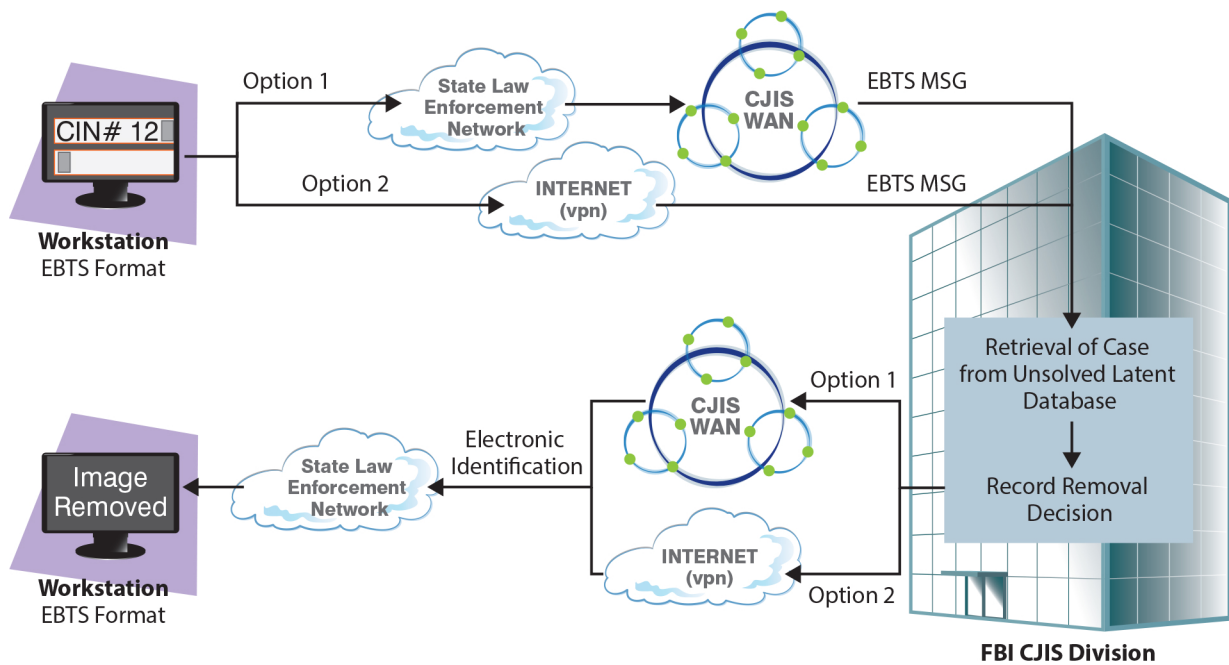 Option 1
State Law
Enforcement
Network
CJIS
WAN
EBTS MSG
CIN# 12
Option 2
INTERNET
(vpn)
EBTS MSG
Workstation
EBTS Format
Retrieval of Case
from Unsolved Latent
Database
Record Removal
Decision
Option 1
CJIS
WAN
Electronic
Identification
State Law
Enforcement
Network
Image
Removed
INTERNET
(vpn)
Option 2
Workstation
EBTS Format
FBI CJIS Division